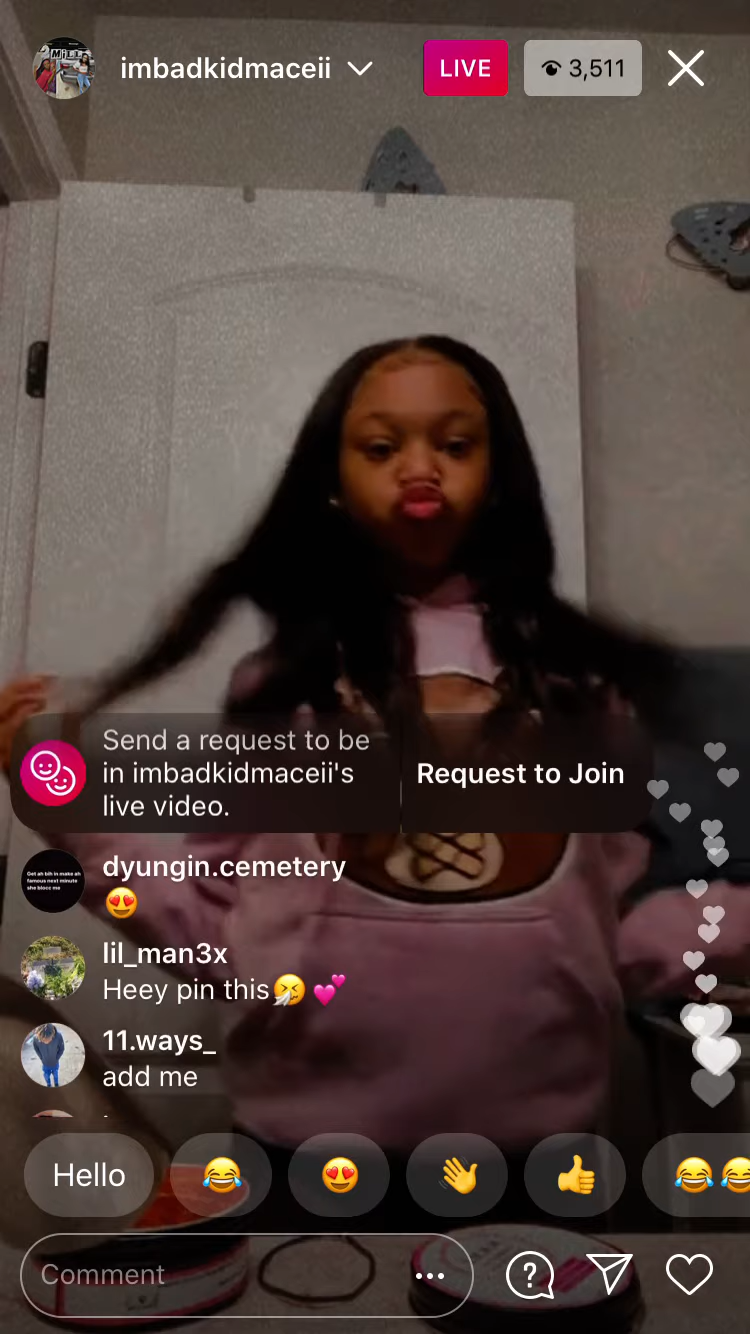 imbadkidmaceii
LIVE
3,511
Send a request to be
in imbadkidmaceii's
live video.
Request to Join
dyungin.cemetery
😍
lil_man3x
Heey pin this🤧 💕
11.ways_
add me
Hello 😂 😍 👋 👍 😂😂
Comment